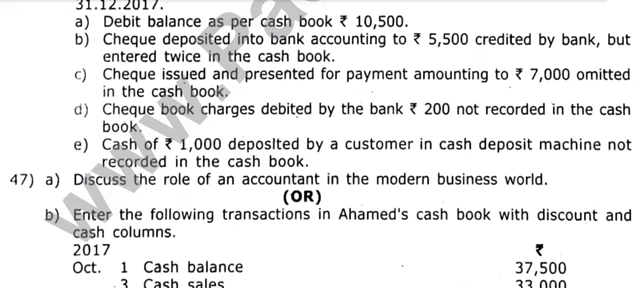 31.12.2017.
a) Debit balance as per cash book ₹ 10,500.
b) Cheque deposited into bank accounting to ₹ 5,500 credited by bank, but
entered twice in the cash book.
c) Cheque issued and presented for payment amounting to ₹ 7,000 omitted
in the cash book.
d) Cheque book charges debited by the bank ₹ 200 not recorded in the cash
book.
e) Cash of ₹ 1,000 deposited by a customer in cash deposit machine not
recorded in the cash book.
47) a) Discuss the role of an accountant in the modern business world.
(OR)
b) Enter the following transactions in Ahamed's cash book with discount and
cash columns.
2017 ₹
Oct. 1 Cash balance 37,500
3 Cash sales 33,000
www.Pa